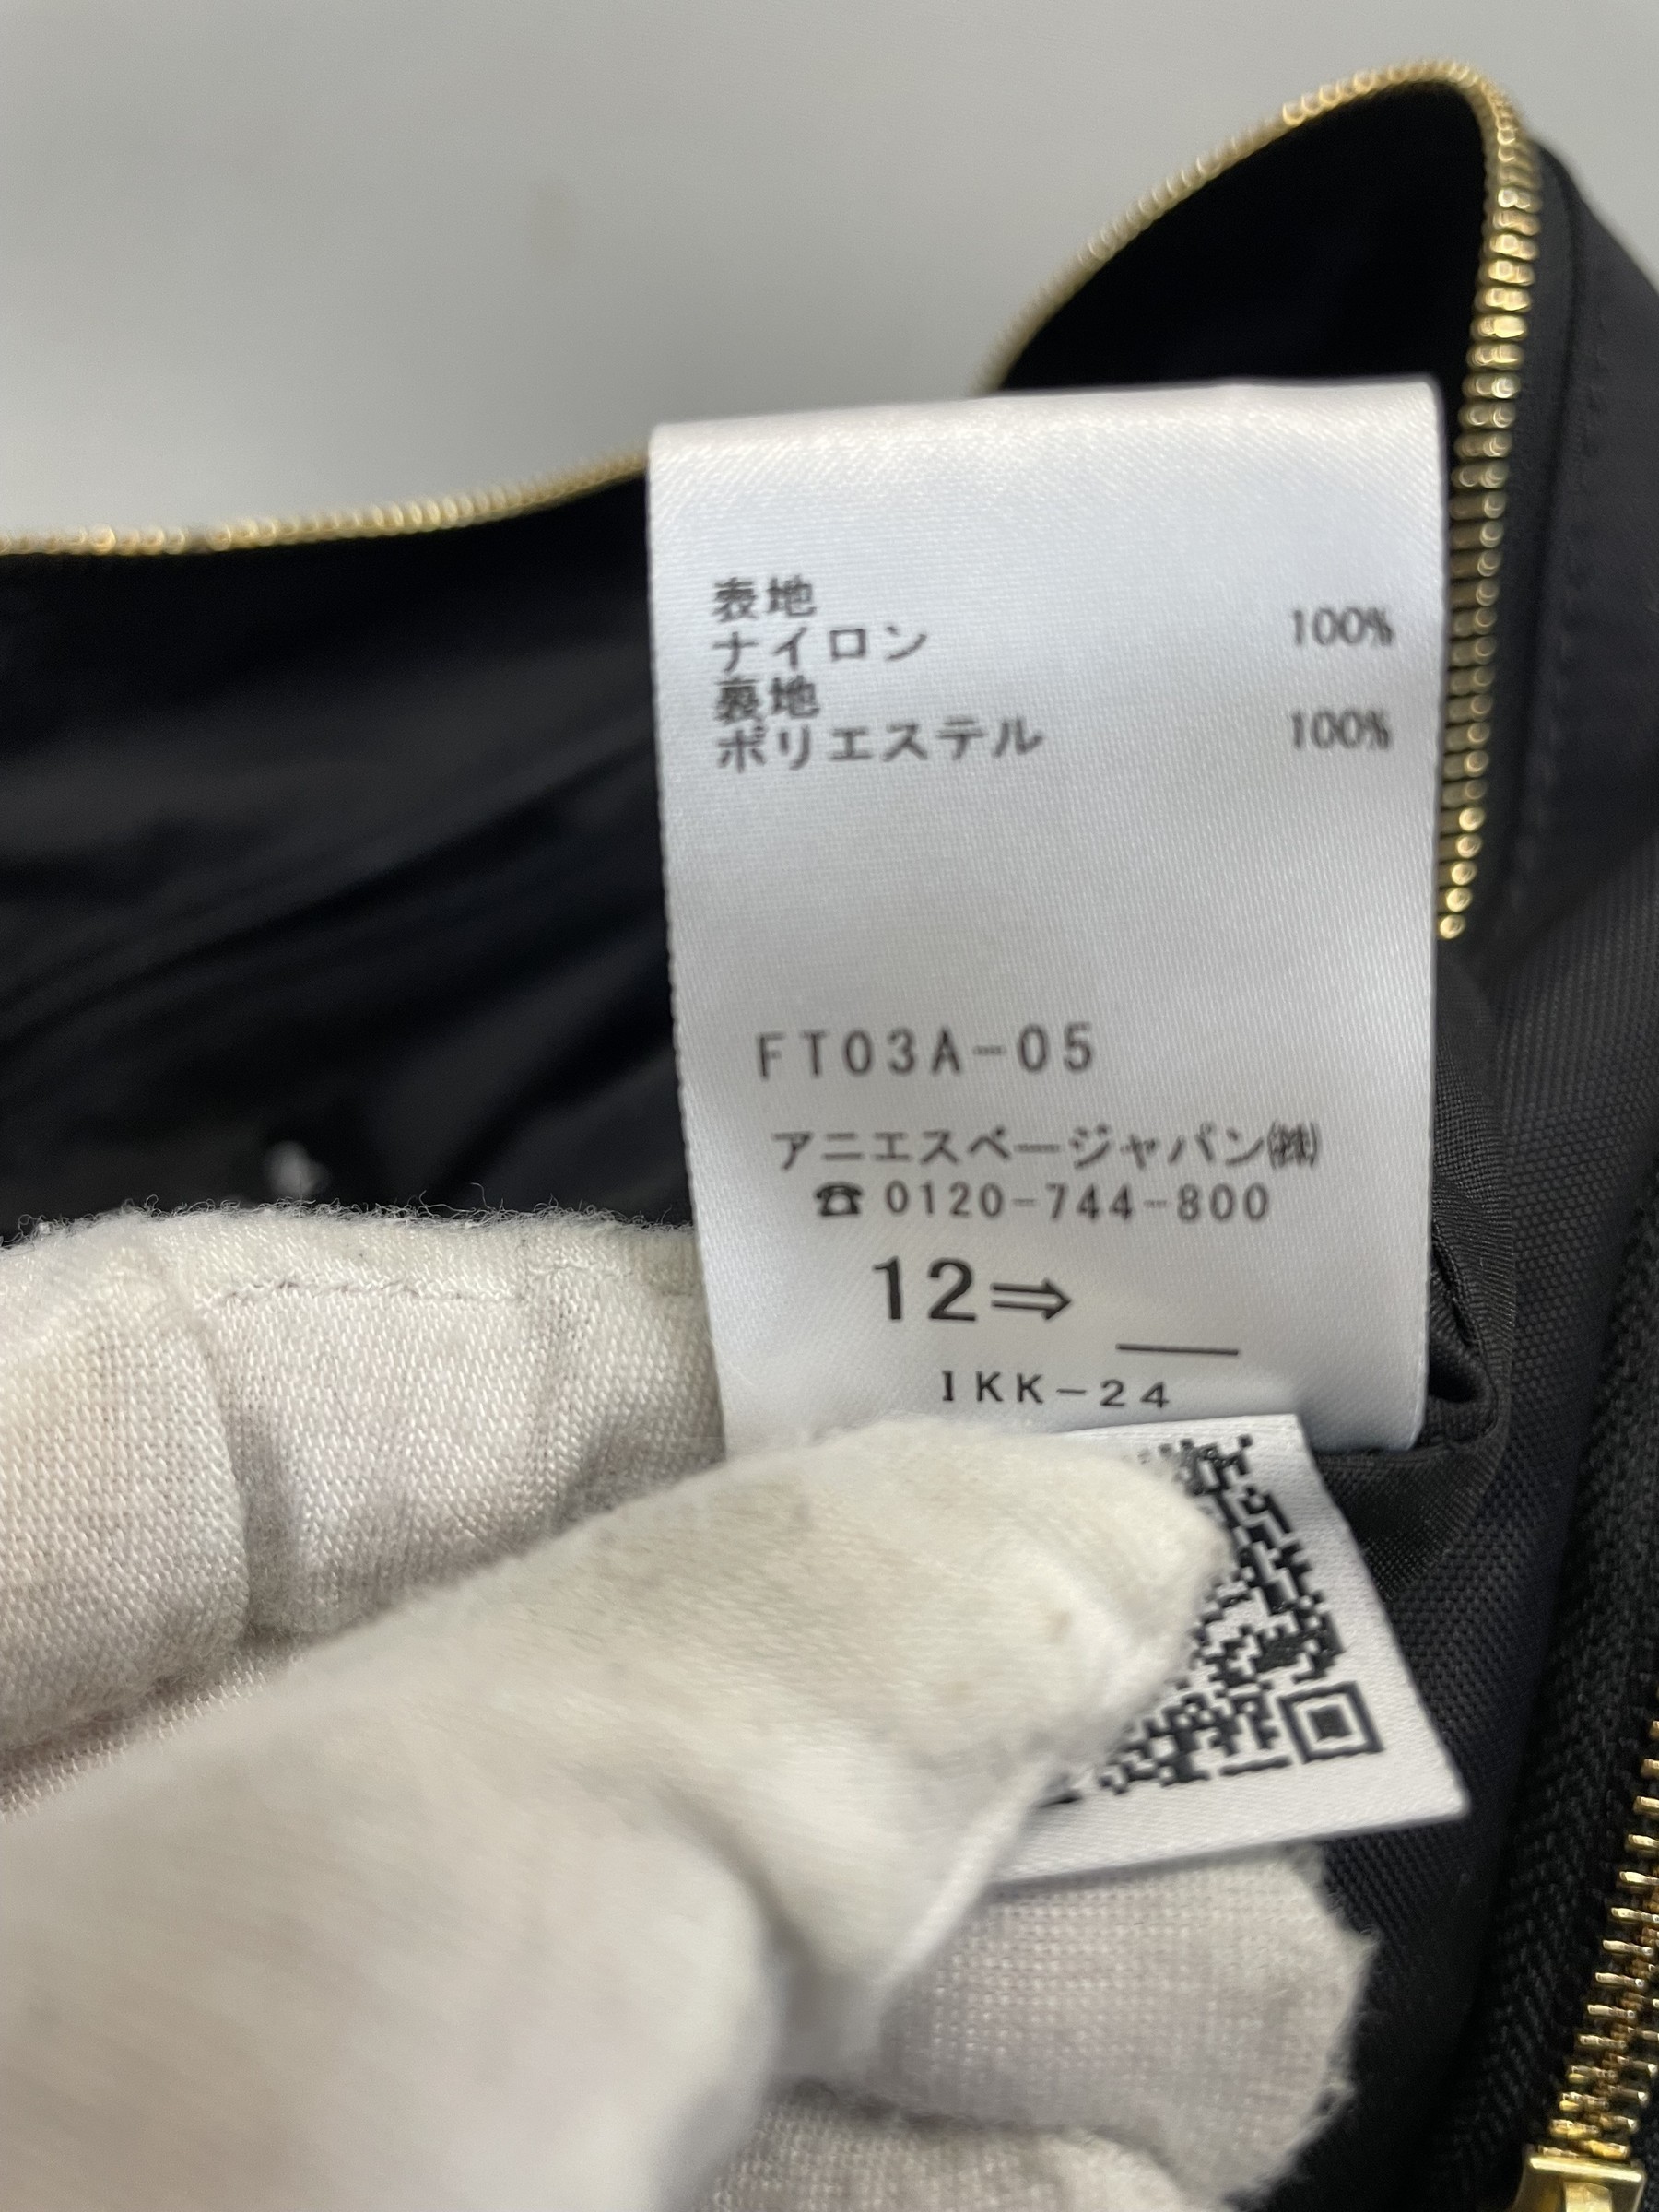 表地
ナイロン 100%
裏地
ポリエステル 100%
FT03A-05
アニエスベージャパン㈱
☎0120-744-800
12⇒
IKK-24